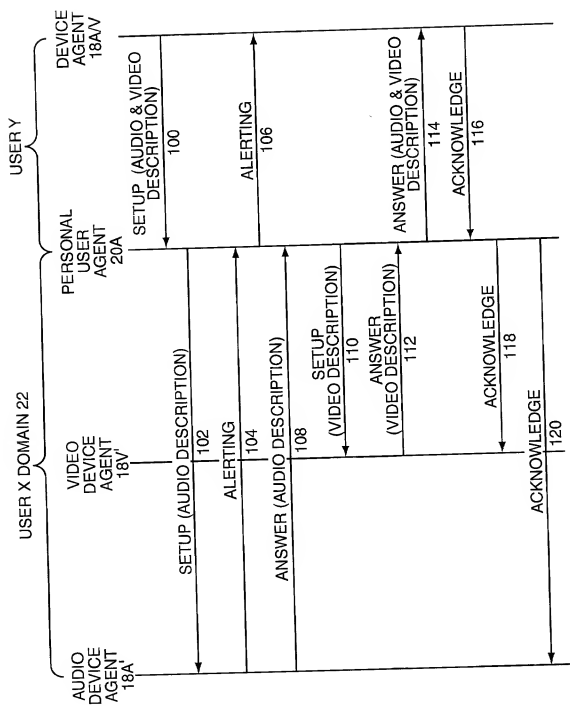 USER X DOMAIN 22
USER Y
AUDIO
DEVICE
AGENT
18A'
VIDEO
DEVICE
AGENT
18V'
PERSONAL
USER
AGENT
20A
DEVICE
AGENT
18A/V
SETUP (AUDIO & VIDEO
DESCRIPTION)
100
SETUP (AUDIO DESCRIPTION)
102
ALERTING
104
ALERTING
106
ANSWER (AUDIO DESCRIPTION)
108
SETUP
(VIDEO DESCRIPTION)
110
ANSWER
(VIDEO DESCRIPTION)
112
ANSWER (AUDIO & VIDEO
DESCRIPTION)
114
ACKNOWLEDGE
116
ACKNOWLEDGE
118
ACKNOWLEDGE
120